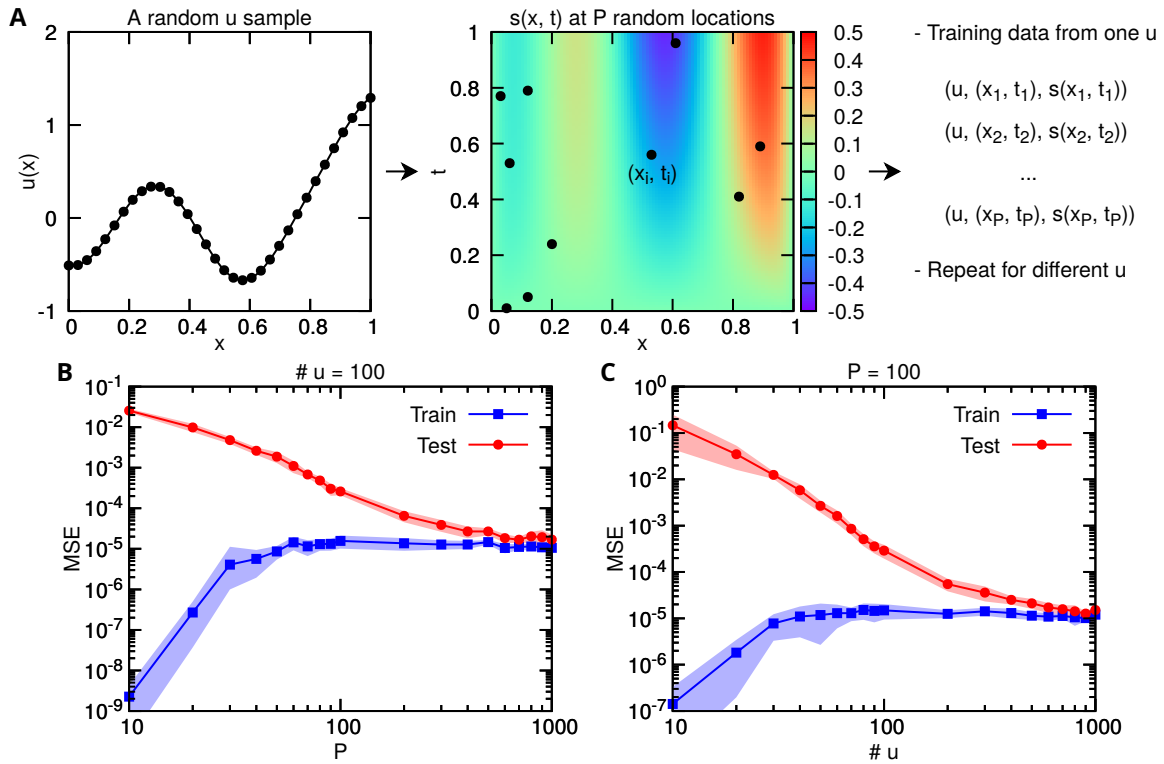 A
A random u sample
2
1
0
-1
u(x)
0
0.2
0.4
0.6
0.8
1
x
s(x, t) at P random locations
1
0.8
0.6
0.4
0.2
0
t
(xᵢ, tᵢ)
0
0.2
0.4
0.6
0.8
1
x
0.5
0.4
0.3
0.2
0.1
0
-0.1
-0.2
-0.3
-0.4
-0.5
- Training data from one u
(u, (x₁, t₁), s(x₁, t₁))
(u, (x₂, t₂), s(x₂, t₂))
...
(u, (x_P, t_P), s(x_P, t_P))
- Repeat for different u
B
# u = 100
10⁻¹
10⁻²
10⁻³
10⁻⁴
10⁻⁵
10⁻⁶
10⁻⁷
10⁻⁸
10⁻⁹
MSE
Train
Test
10
100
1000
P
C
P = 100
10⁰
10⁻¹
10⁻²
10⁻³
10⁻⁴
10⁻⁵
10⁻⁶
10⁻⁷
MSE
Train
Test
10
100
1000
# u